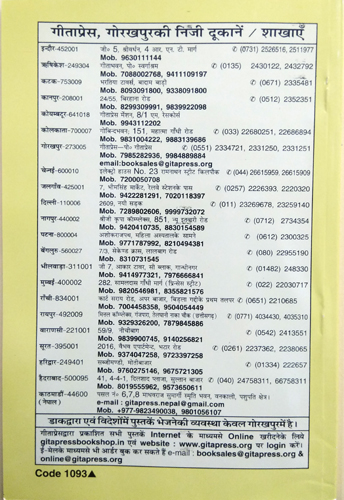 गीताप्रेस, गोरखपुरकी निजी दूकानें / शाखाएँ
इन्दौर-452001 जी० 5, श्रीवर्धन, 4 आर. एन. टी. मार्ग ✆ (0731) 2526516, 2511977
Mob. 9630111144
ऋषिकेश-249304 गीताभवन, पो० स्वर्गाश्रम ✆ (0135) 2430122, 2432792
Mob. 7088002768, 9411109197
कटक-753009 भरतिया टावर्स, बादाम बाड़ी ✆ (0671) 2335481
Mob. 8093091800, 9338091800
कानपुर-208001 24/55, बिरहाना रोड ✆ (0512) 2352351
Mob. 8299309991, 9839922098
कोयम्बटूर-641018 गीताप्रेस मेंशन, 8/1 एम, रेसकोर्स
Mob. 9943112202
कोलकाता-700007 गोबिन्दभवन, 151, महात्मा गाँधी रोड ✆ (033) 22680251, 22686894
Mob. 9831004222, 9883139686
गोरखपुर-273005 गीताप्रेस—पो० गीताप्रेस ✆ (0551) 2334721, 2331250, 2331251
Mob. 7985282936, 9984889884
email:booksales@gitapress.org
चेन्नई-600010 इलेक्ट्रो हाउस No. 23 रामनाथन स्ट्रीट किलपौक ✆ (044) 26615959, 26615909
Mob. 7200050708
जलगाँव-425001 7, भीमसिंह मार्केट, रेलवे स्टेशनके पास ✆ (0257) 2226393, 2220320
Mob. 9422281291, 7020118397
दिल्ली-110006 2609, नयी सड़क ✆ (011) 23269678, 23259140
Mob. 7289802606, 9999732072
नागपुर-440002 श्रीजी कृपा कॉम्प्लेक्स, 851, न्यू इतवारी रोड ✆ (0712) 2734354
Mob. 9420410735, 8830154589
पटना-800004 अशोकराजपथ, महिला अस्पतालके सामने ✆ (0612) 2300325
Mob. 9771787992, 8210494381
बेंगलुरु-560027 7/3, सेकेण्ड क्रास, लालबाग रोड ✆ (080) 22955190
Mob. 8310731545
भीलवाड़ा-311001 जी 7, आकार टावर, सी ब्लाक, गान्धीनगर ✆ (01482) 248330
Mob. 9414977321, 7976666841
मुम्बई-400002 282, सामलदास गाँधी मार्ग (प्रिन्सेस स्ट्रीट) ✆ (022) 22030717
Mob. 9820546981, 8355821576
राँची-834001 कार्ट सराय रोड, अपर बाजार, बिड़ला गद्दीके प्रथम तलपर ✆ (0651) 2210685
Mob. 7004458358, 9504054449
रायपुर-492009 मित्तल कॉम्प्लेक्स, गंजपारा, तेलघानी नाका चौक (छत्तीसगढ़) ✆ (0771) 4034430, 4035310
Mob. 9329326200, 7879845886
वाराणसी-221001 59/9, नीचीबाग ✆ (0542) 2413551
Mob. 9839900745, 9140256821
सूरत-395001 2016, वैभव एपार्टमेन्ट, भटार रोड ✆ (0261) 2237362, 2238065
Mob. 9374047258, 9723397258
हरिद्वार-249401 सब्जीमण्डी, मोतीबाजार ✆ (01334) 222657
Mob. 9760275146, 9675721305
हैदराबाद-500095 41, 4-4-1, दिलशाद प्लाजा, सुल्तान बाजार ✆ (040) 24758311, 66758311
Mob. 8019555962, 9573650611
काठमाडौं-44600 पसल नं० 6,7,8 माधवराज सुमार्गी स्मृति भवन, वनकाली, पशुपति क्षेत्र।
(नेपाल) e-mail : gitapress.nepal@gmail.com
Mob. +977-9823490038, 9801056107
डाकद्वारा एवं विदेशोंमें पुस्तकें भेजनेकी व्यवस्था केवल गोरखपुरमें है।
गीताप्रेसद्वारा प्रकाशित सभी पुस्तकें Internet के माध्यमसे Online खरीदनेके लिये
gitapressbookshop.in एवं website : www.gitapress.org पर logon करें।
ई-मेलके माध्यमसे भी आर्डर बुक कर सकते हैं e-mail : booksales@gitapress.org &
online@gitapress.org
Code 1093▲